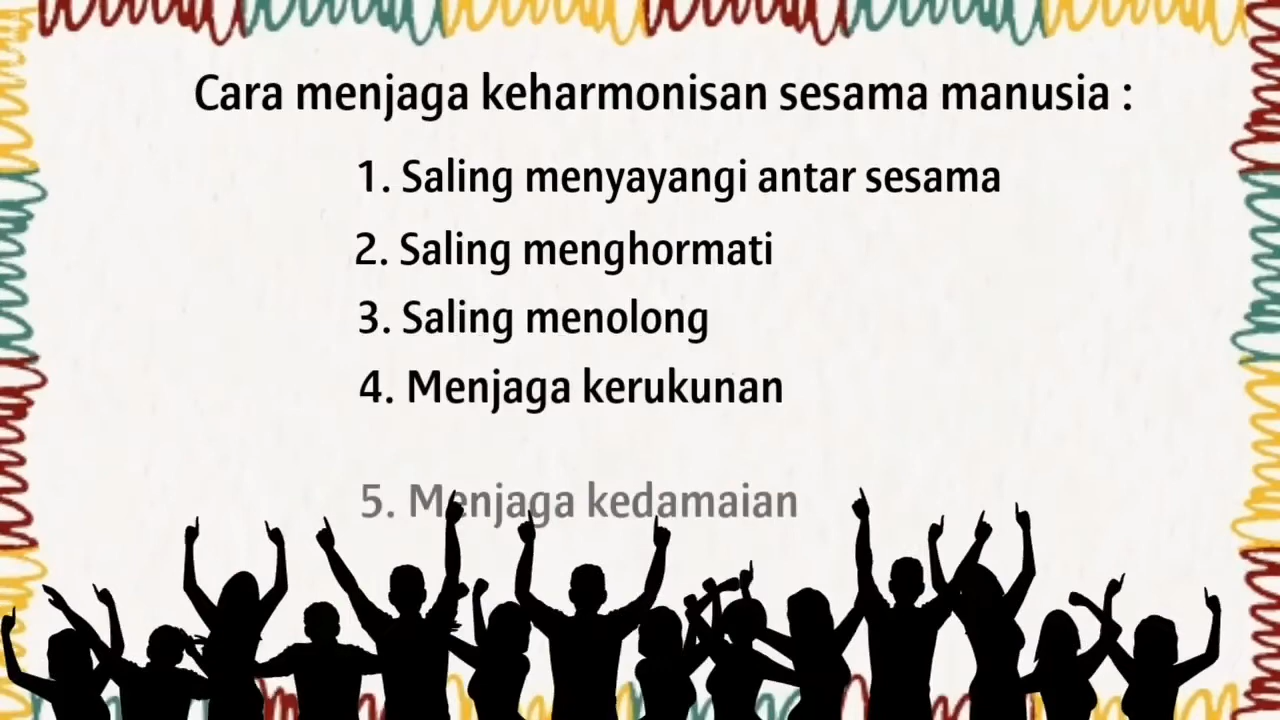 Cara menjaga keharmonisan sesama manusia :
1. Saling menyayangi antar sesama
2. Saling menghormati
3. Saling menolong
4. Menjaga kerukunan
5. Menjaga kedamaian